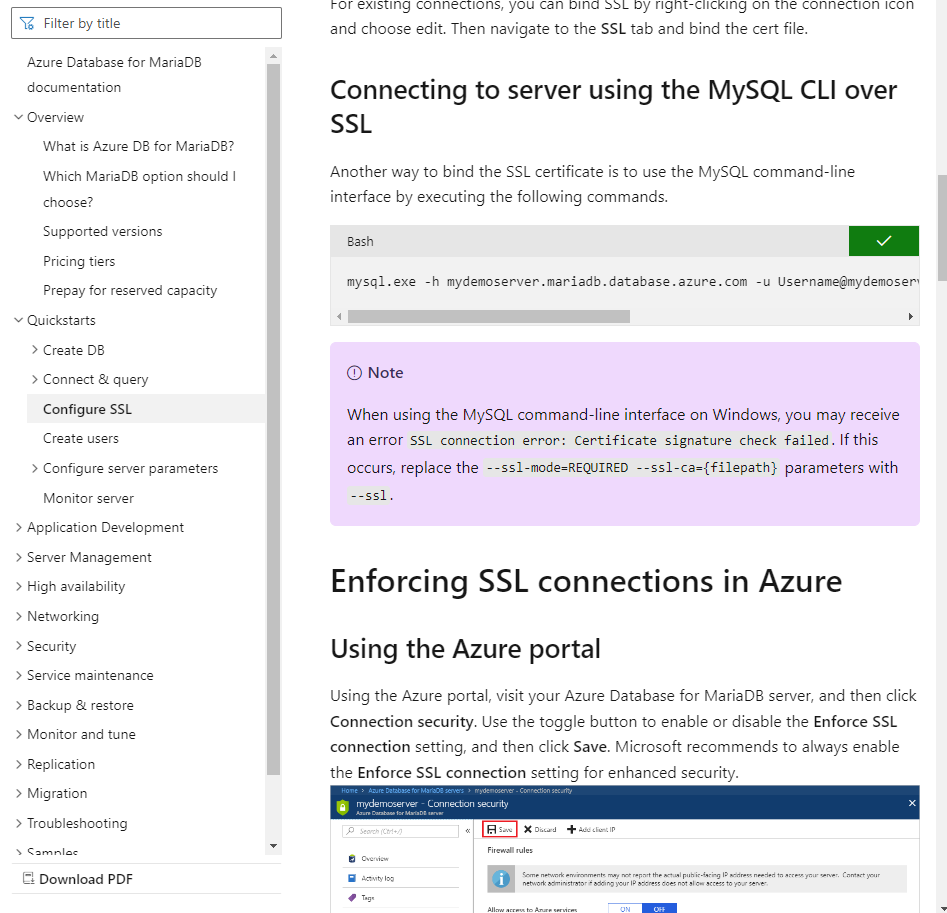 Filter by title
Azure Database for MariaDB
documentation
Overview
What is Azure DB for MariaDB?
Which MariaDB option should I
choose?
Supported versions
Pricing tiers
Prepay for reserved capacity
Quickstarts
Create DB
Connect & query
Configure SSL
Create users
Configure server parameters
Monitor server
Application Development
Server Management
High availability
Networking
Security
Service maintenance
Backup & restore
Monitor and tune
Replication
Migration
Troubleshooting
Samples
Download PDF
For existing connections, you can bind SSL by right-clicking on the connection icon
and choose edit. Then navigate to the SSL tab and bind the cert file.
Connecting to server using the MySQL CLI over
SSL
Another way to bind the SSL certificate is to use the MySQL command-line
interface by executing the following commands.
Bash
mysql.exe -h mydemoserver.mariadb.database.azure.com -u Username@mydemoserv
Note
When using the MySQL command-line interface on Windows, you may receive
an error SSL connection error: Certificate signature check failed. If this
occurs, replace the --ssl-mode=REQUIRED --ssl-ca={filepath} parameters with
--ssl.
Enforcing SSL connections in Azure
Using the Azure portal
Using the Azure portal, visit your Azure Database for MariaDB server, and then click
Connection security. Use the toggle button to enable or disable the Enforce SSL
connection setting, and then click Save. Microsoft recommends to always enable
the Enforce SSL connection setting for enhanced security.
Home > Azure Database for MariaDB servers > mydemoserver - Connection security
mydemoserver - Connection security
Azure Database for MariaDB server
Search (Ctrl+/)
Save Discard Add client IP
Overview
Activity log
Tags
Firewall rules
Some network environments may not report the actual public-facing IP address needed to access your server. Contact your
network administrator if adding your IP address does not allow access to your server.
Allow access to Azure services ON OFF